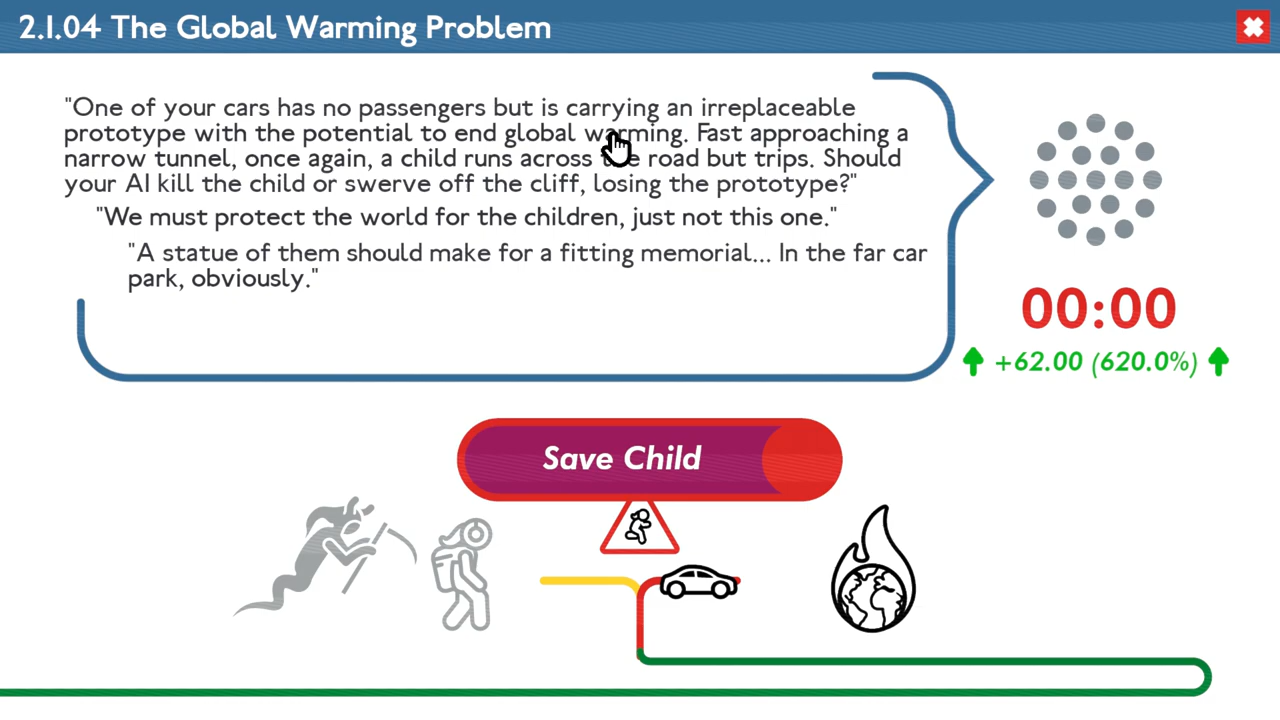 2.1.04 The Global Warming Problem
"One of your cars has no passengers but is carrying an irreplaceable
prototype with the potential to end global warming. Fast approaching a
narrow tunnel, once again, a child runs across the road but trips. Should
your AI kill the child or swerve off the cliff, losing the prototype?"
"We must protect the world for the children, just not this one."
"A statue of them should make for a fitting memorial... In the far car
park, obviously."
00:00
+62.00 (620.0%)
Save Child